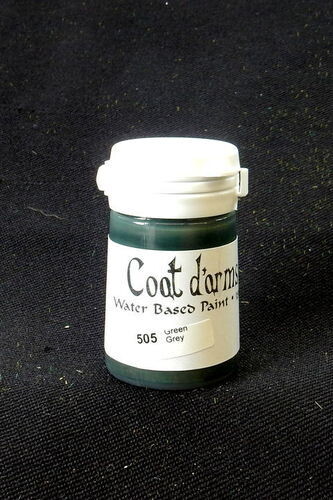 Coat d'arms
Water Based Paint •
505 Green
Grey